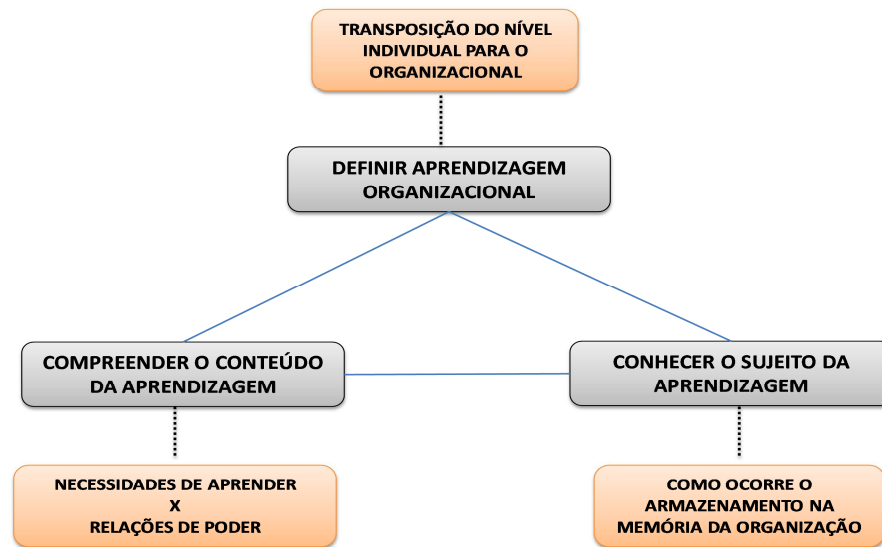 TRANSPOSIÇÃO DO NÍVEL
INDIVIDUAL PARA O
ORGANIZACIONAL
DEFINIR APRENDIZAGEM
ORGANIZACIONAL
COMPREENDER O CONTEÚDO
DA APRENDIZAGEM
CONHECER O SUJEITO DA
APRENDIZAGEM
NECESSIDADES DE APRENDER
X
RELAÇÕES DE PODER
COMO OCORRE O
ARMAZENAMENTO NA
MEMÓRIA DA ORGANIZAÇÃO